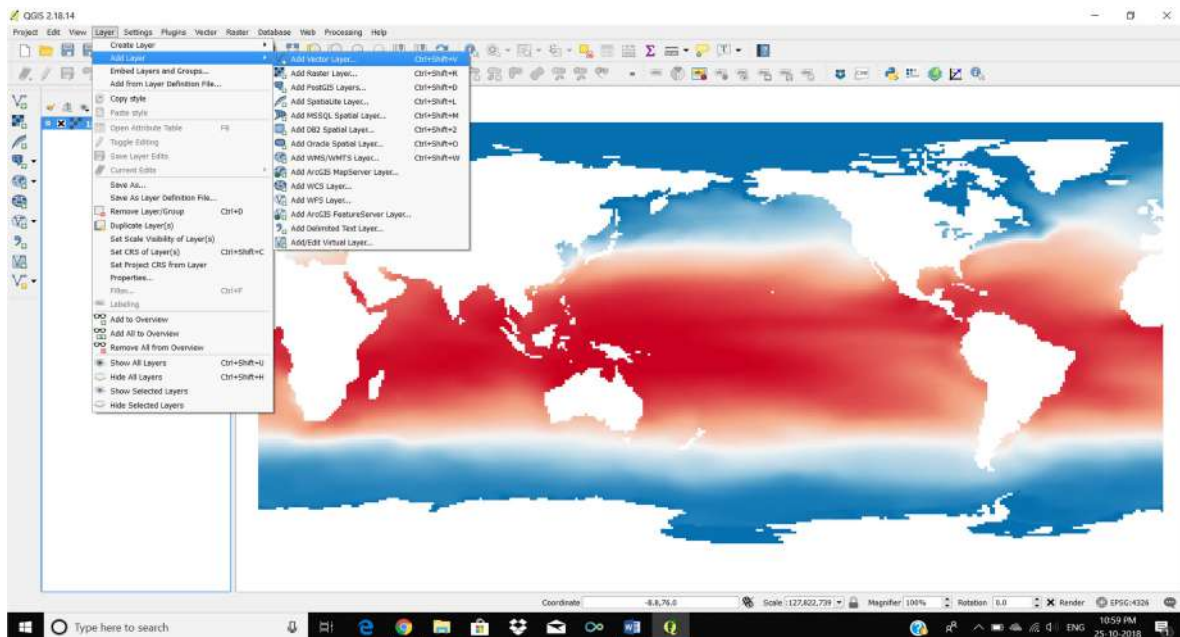 QGIS 2.18.14
Project Edit View Layer Settings Plugins Vector Raster Database Web Processing Help
Create Layer
Add Layer
Embed Layers and Groups...
Add from Layer Definition File...
Copy style
Paste style
Open Attribute Table F6
Toggle Editing
Save Layer Edits
Current Edits
Save As...
Save As Layer Definition File...
Remove Layer/Group Ctrl+D
Duplicate Layer(s)
Set Scale Visibility of Layer(s)
Set CRS of Layer(s) Ctrl+Shift+C
Set Project CRS from Layer
Properties...
Filter... Ctrl+F
Labeling
Add to Overview
Add All to Overview
Remove All from Overview
Show All Layers Ctrl+Shift+U
Hide All Layers Ctrl+Shift+H
Show Selected Layers
Hide Selected Layers
Add Vector Layer... Ctrl+Shift+V
Add Raster Layer... Ctrl+Shift+R
Add PostGIS Layers... Ctrl+Shift+D
Add SpatiaLite Layer... Ctrl+Shift+L
Add MSSQL Spatial Layer... Ctrl+Shift+M
Add DB2 Spatial Layer... Ctrl+Shift+2
Add Oracle Spatial Layer... Ctrl+Shift+O
Add WMS/WMTS Layer... Ctrl+Shift+W
Add ArcGIS MapServer Layer...
Add WCS Layer...
Add WFS Layer...
Add ArcGIS FeatureServer Layer...
Add Delimited Text Layer...
Add/Edit Virtual Layer...
Coordinate -8.8,76.0 Scale 1:127,822,739 Magnifier 100% Rotation 0.0 Render EPSG:4326
Type here to search
ENG
10:59 PM
25-10-2018